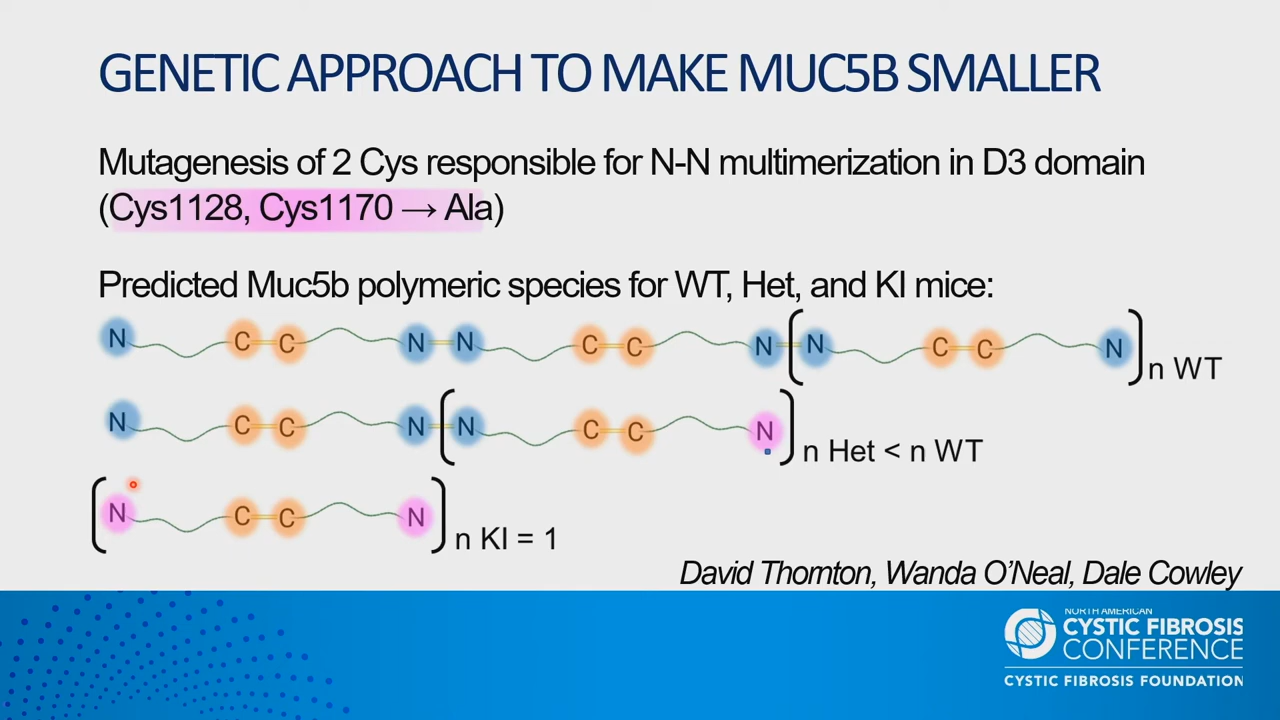 GENETIC APPROACH TO MAKE MUC5B SMALLER
Mutagenesis of 2 Cys responsible for N-N multimerization in D3 domain
(Cys1128, Cys1170 → Ala)
Predicted Muc5b polymeric species for WT, Het, and KI mice:
N C C N N C C N N C C N n WT
N C C N N C C N n Het < n WT
N C C N n KI = 1
David Thornton, Wanda O'Neal, Dale Cowley
NORTH AMERICAN
CYSTIC FIBROSIS
CONFERENCE
CYSTIC FIBROSIS FOUNDATION